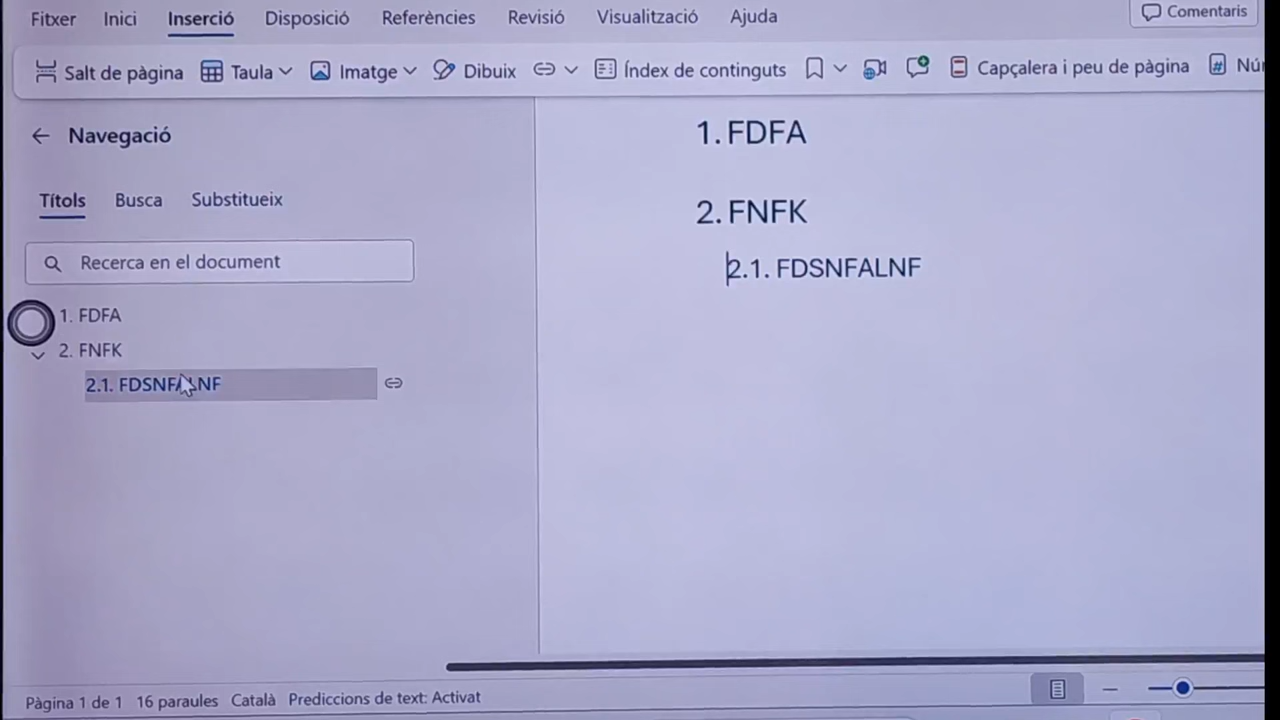 Fitxer Inici Inserció Disposició Referències Revisió Visualització Ajuda Comentaris
Salt de pàgina Taula Imatge Dibuix Índex de continguts Capçalera i peu de pàgina
Navegació
Títols Busca Substitueix
Recerca en el document
1. FDFA
2. FNFK
2.1. FDSNFALNF
1. FDFA
2. FNFK
2.1. FDSNFALNF
Pàgina 1 de 1 16 paraules Català Prediccions de text: Activat